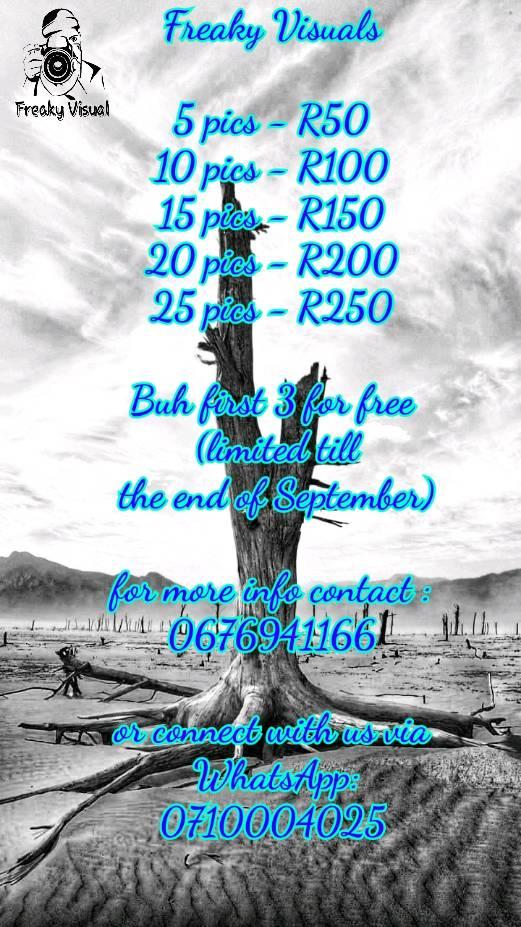 Freaky Visuals
Freaky Visual
5 pics - R50
10 pics - R100
15 pics - R150
20 pics - R200
25 pics - R250
Buh first 3 for free
(limited till
the end of September)
for more info contact :
0676941166
or connect with us via
WhatsApp:
0710004025